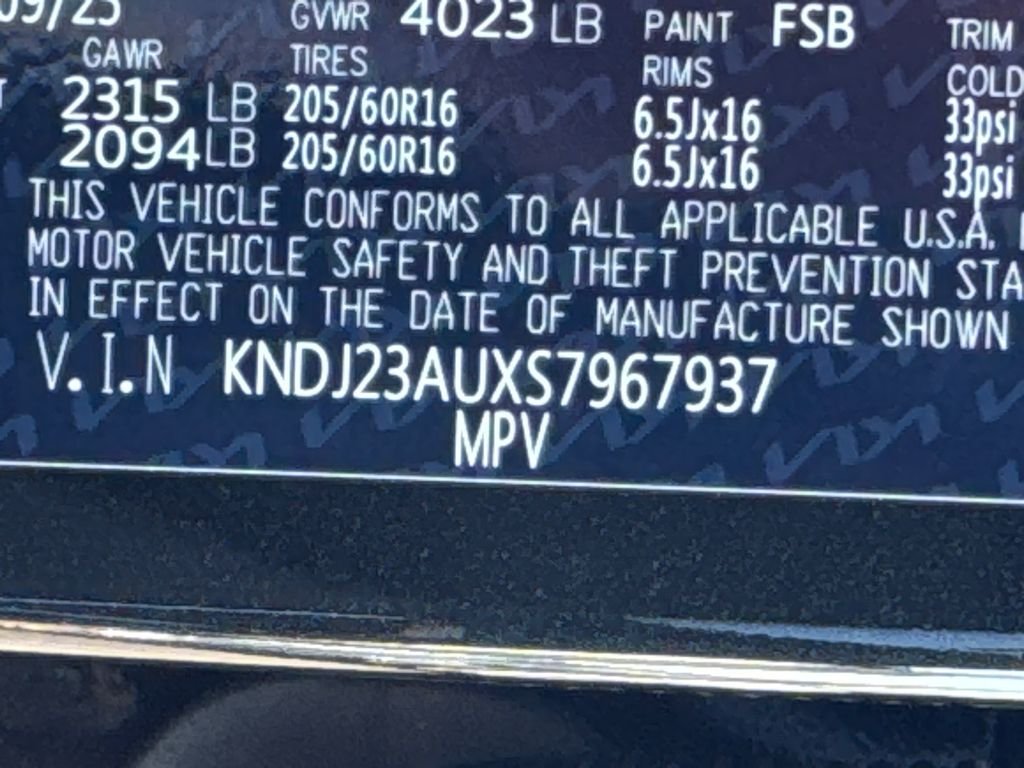 09/25 GVWR 4023 LB PAINT FSB TRIM
GAWR TIRES RIMS COLD
2315 LB 205/60R16 6.5Jx16 33psi
2094 LB 205/60R16 6.5Jx16 33psi
THIS VEHICLE CONFORMS TO ALL APPLICABLE U.S.A.
MOTOR VEHICLE SAFETY AND THEFT PREVENTION STA
IN EFFECT ON THE DATE OF MANUFACTURE SHOWN
V.I.N KNDJ23AUXS7967937
MPV